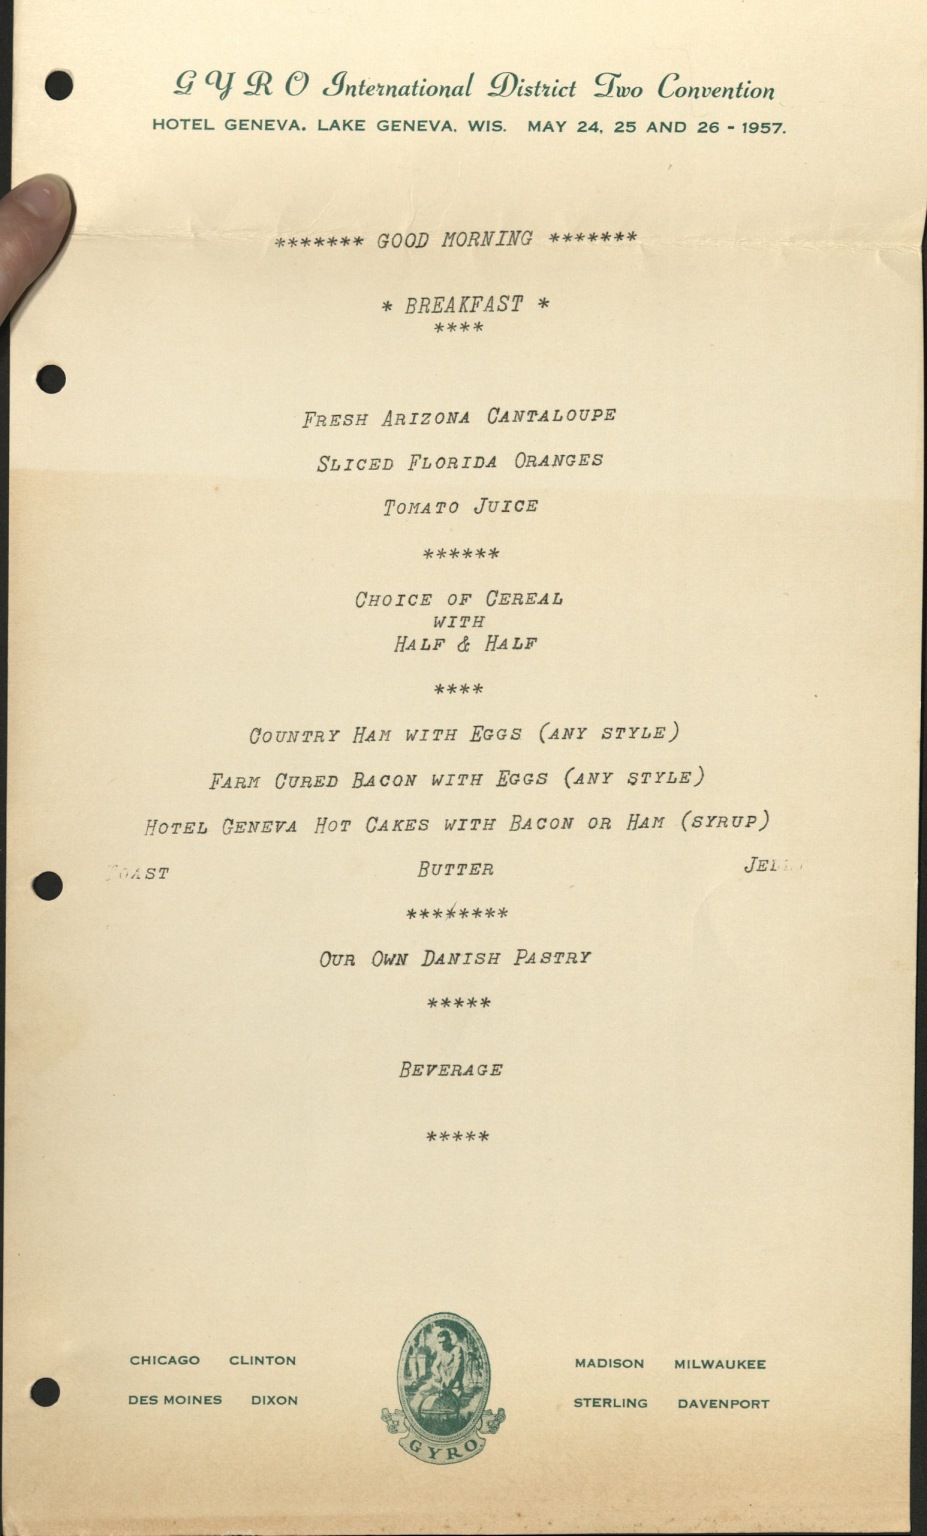 GYRO International District Two Convention
HOTEL GENEVA. LAKE GENEVA, WIS. MAY 24, 25 AND 26 - 1957.
******* GOOD MORNING *******
* BREAKFAST *
****
FRESH ARIZONA CANTALOUPE
SLICED FLORIDA ORANGES
TOMATO JUICE
******
CHOICE OF CEREAL
WITH
HALF & HALF
****
COUNTRY HAM WITH EGGS (ANY STYLE)
FARM CURED BACON WITH EGGS (ANY STYLE)
HOTEL GENEVA HOT CAKES WITH BACON OR HAM (SYRUP)
TOAST BUTTER JELLY
********
OUR OWN DANISH PASTRY
*****
BEVERAGE
*****
CHICAGO CLINTON
DES MOINES DIXON
GYRO
MADISON MILWAUKEE
STERLING DAVENPORT